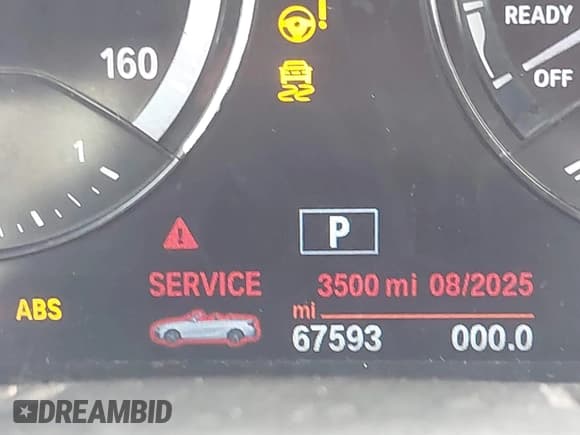 READY
160
OFF
1
P
SERVICE 3500 mi 08/2025
mi
ABS
67593 000.0
DREAMBID